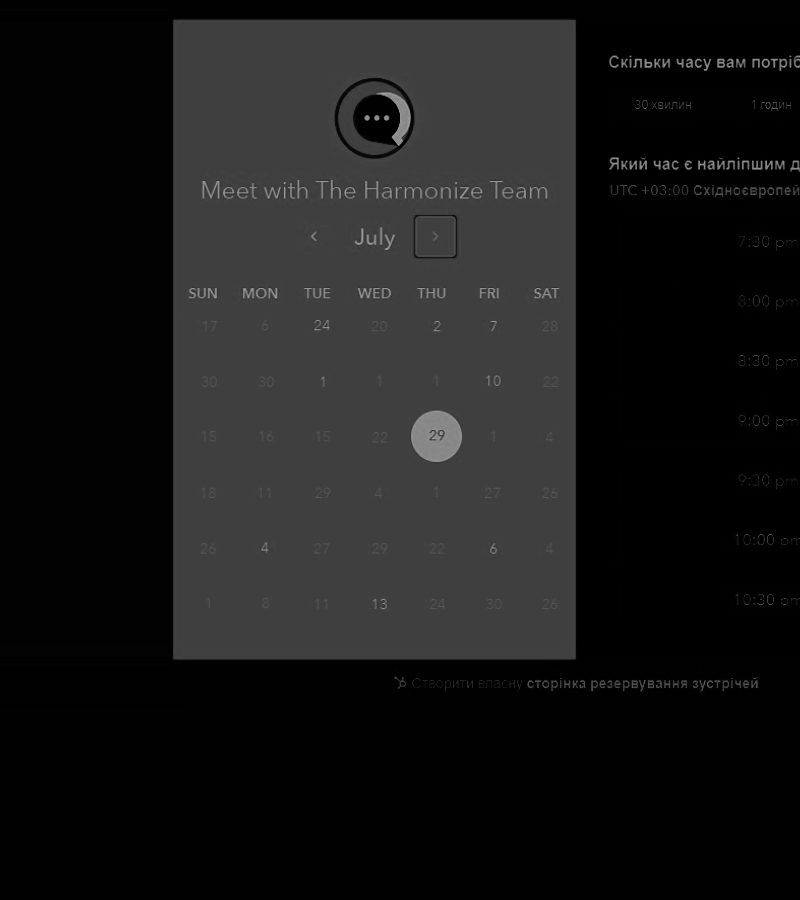 Meet with The Harmonize Team
July
SUN MON TUE WED THU FRI SAT
17 6 24 20 2 7 28
30 30 1 1 1 10 22
15 16 15 22 29 1 4
18 11 29 4 1 27 26
26 4 27 29 22 6 4
1 8 11 13 24 30 26
Скільки часу вам потріб
30 хвилин 1 годин
Який час є найліпшим д
UTC +03:00 Східноєвропей
7:30 pm
8:00 pm
8:30 pm
9:00 pm
9:30 pm
10:00 pm
10:30 pm
Створити власну сторінка резервування зустрічей